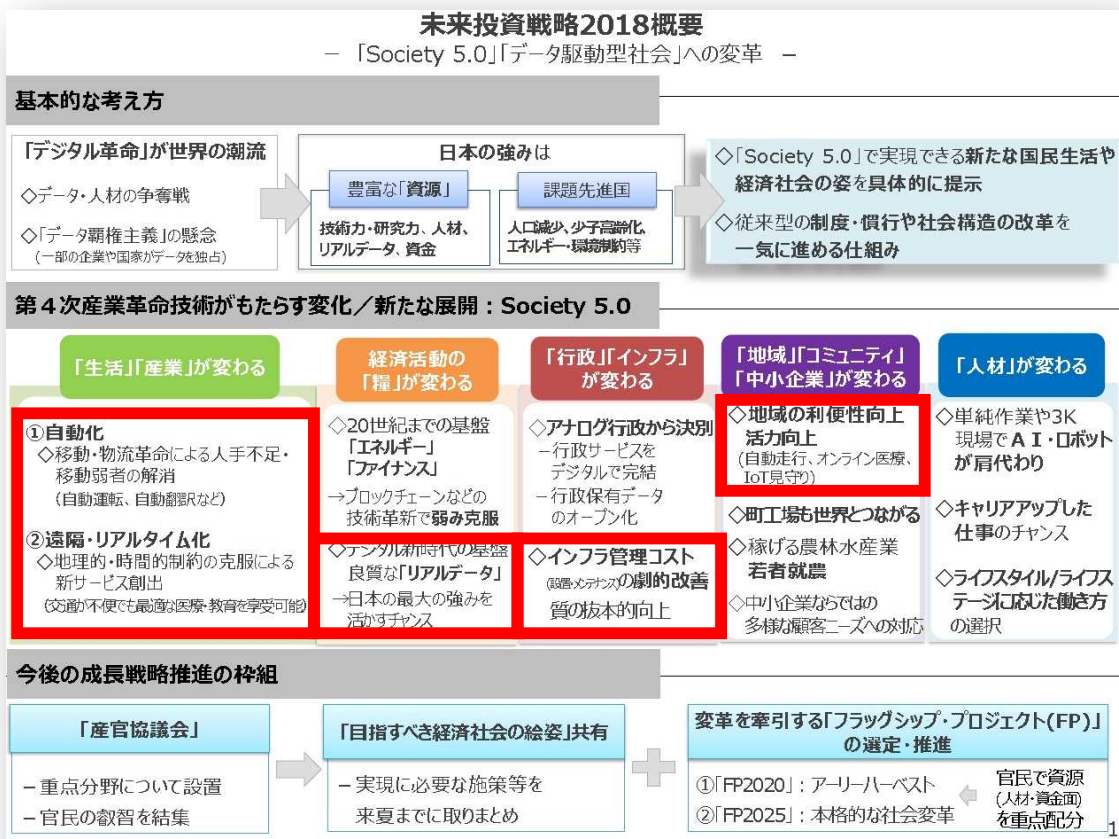 未来投資戦略2018概要
－ 「Society 5.0」「データ駆動型社会」への変革 －
基本的な考え方
「デジタル革命」が世界の潮流
◇データ・人材の争奪戦
◇「データ覇権主義」の懸念
(一部の企業や国家がデータを独占)
日本の強みは
豊富な「資源」
技術力・研究力、人材、
リアルデータ、資金
課題先進国
人口減少、少子高齢化、
エネルギー・環境制約等
◇「Society 5.0」で実現できる新たな国民生活や
経済社会の姿を具体的に提示
◇従来型の制度・慣行や社会構造の改革を
一気に進める仕組み
第４次産業革命技術がもたらす変化／新たな展開：Society 5.0
「生活」「産業」が変わる
①自動化
◇移動・物流革命による人手不足・
移動弱者の解消
(自動運転、自動翻訳など)
②遠隔・リアルタイム化
◇地理的・時間的制約の克服による
新サービス創出
(交通が不便でも最適な医療・教育を享受可能)
経済活動の
「糧」が変わる
◇20世紀までの基盤
「エネルギー」
「ファイナンス」
→ブロックチェーンなどの
技術革新で弱み克服
◇デジタル新時代の基盤
良質な「リアルデータ」
→日本の最大の強みを
活かすチャンス
「行政」「インフラ」
が変わる
◇アナログ行政から決別
－行政サービスを
デジタルで完結
－行政保有データ
のオープン化
◇インフラ管理コスト
(設置・メンテナンス)の劇的改善
質の抜本的向上
「地域」「コミュニティ」
「中小企業」が変わる
◇地域の利便性向上
活力向上
(自動走行、オンライン医療、
IoT見守り)
◇町工場も世界とつながる
◇稼げる農林水産業
若者就農
◇中小企業ならではの
多様な顧客ニーズへの対応
「人材」が変わる
◇単純作業や3K
現場でＡＩ・ロボット
が肩代わり
◇キャリアアップした
仕事のチャンス
◇ライフスタイル/ライフス
テージに応じた働き方
の選択
今後の成長戦略推進の枠組
「産官協議会」
－重点分野について設置
－官民の叡智を結集
「目指すべき経済社会の絵姿」共有
－実現に必要な施策等を
来夏までに取りまとめ
変革を牽引する「フラッグシップ・プロジェクト(FP)」
の選定・推進
①「FP2020」：アーリーハーベスト
②「FP2025」：本格的な社会変革
官民で資源
(人材・資金面)
を重点配分
1